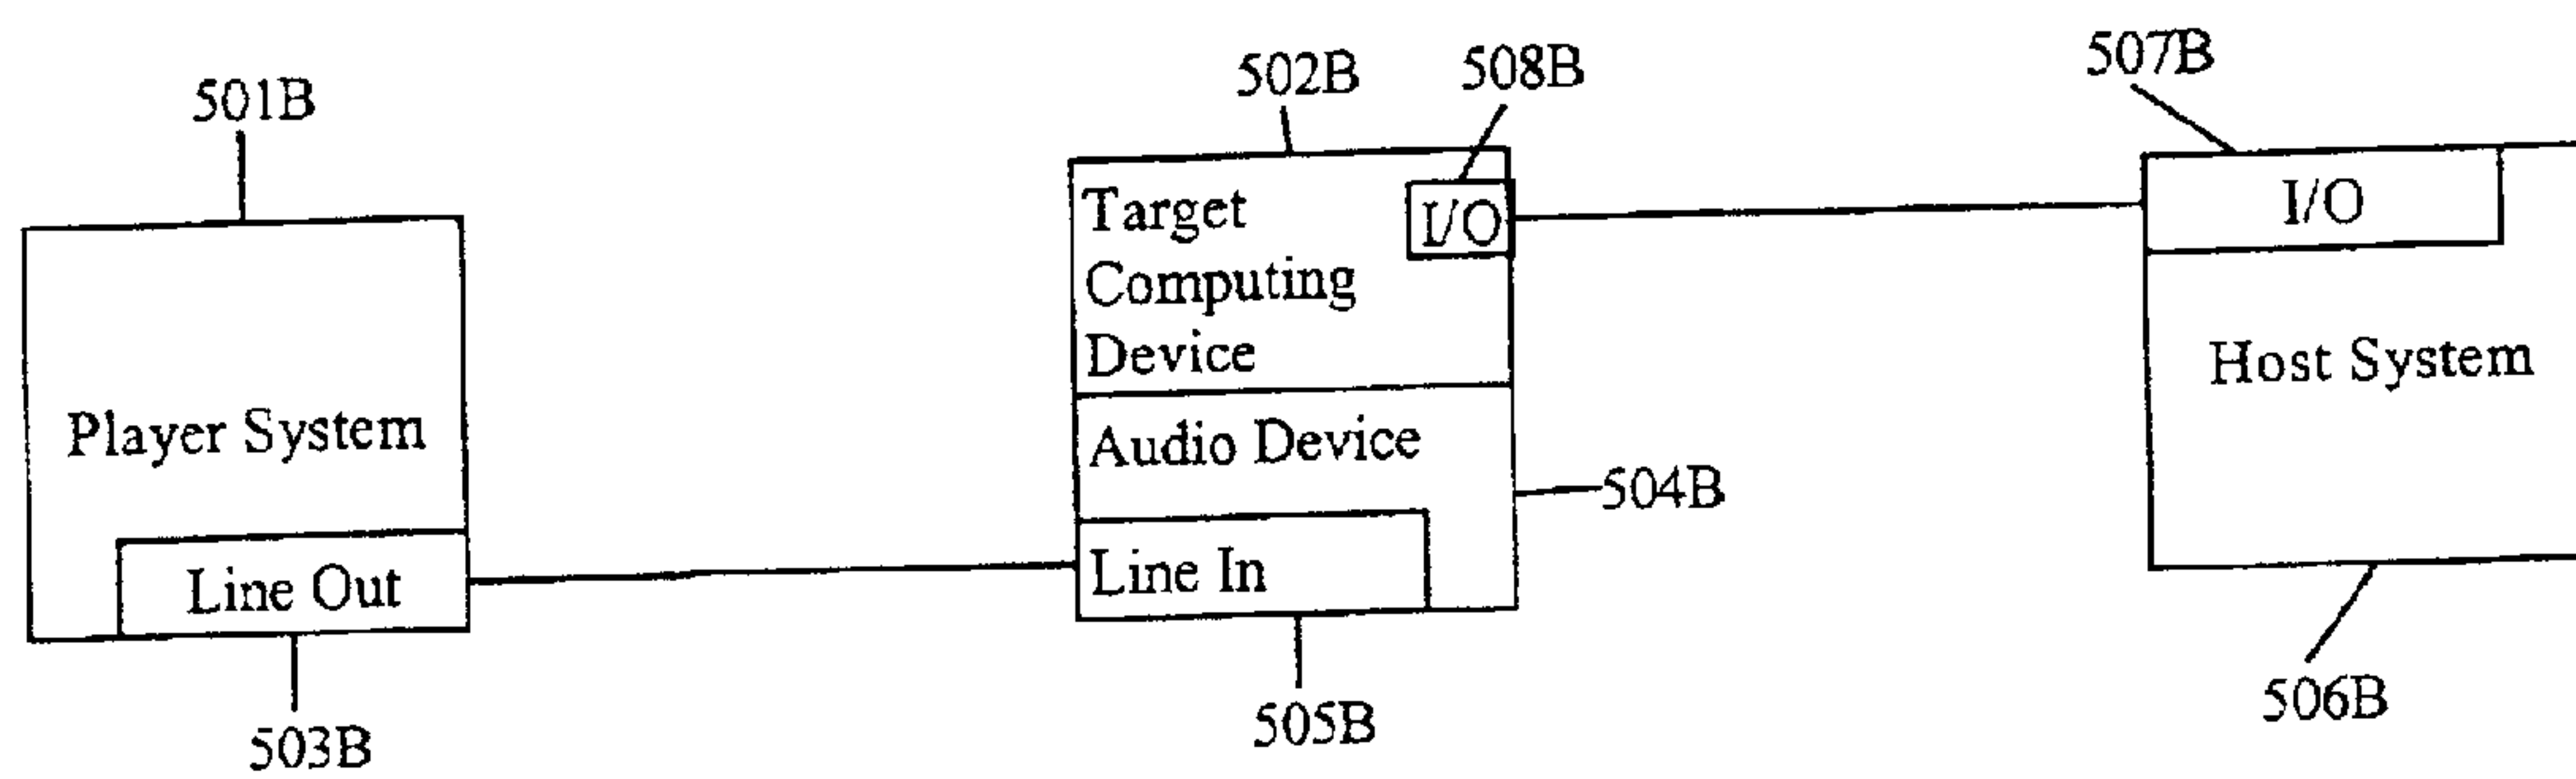 501B
Player System
Line Out
503B
502B
508B
Target
Computing
Device
I/O
Audio Device
504B
Line In
505B
507B
I/O
Host System
506B